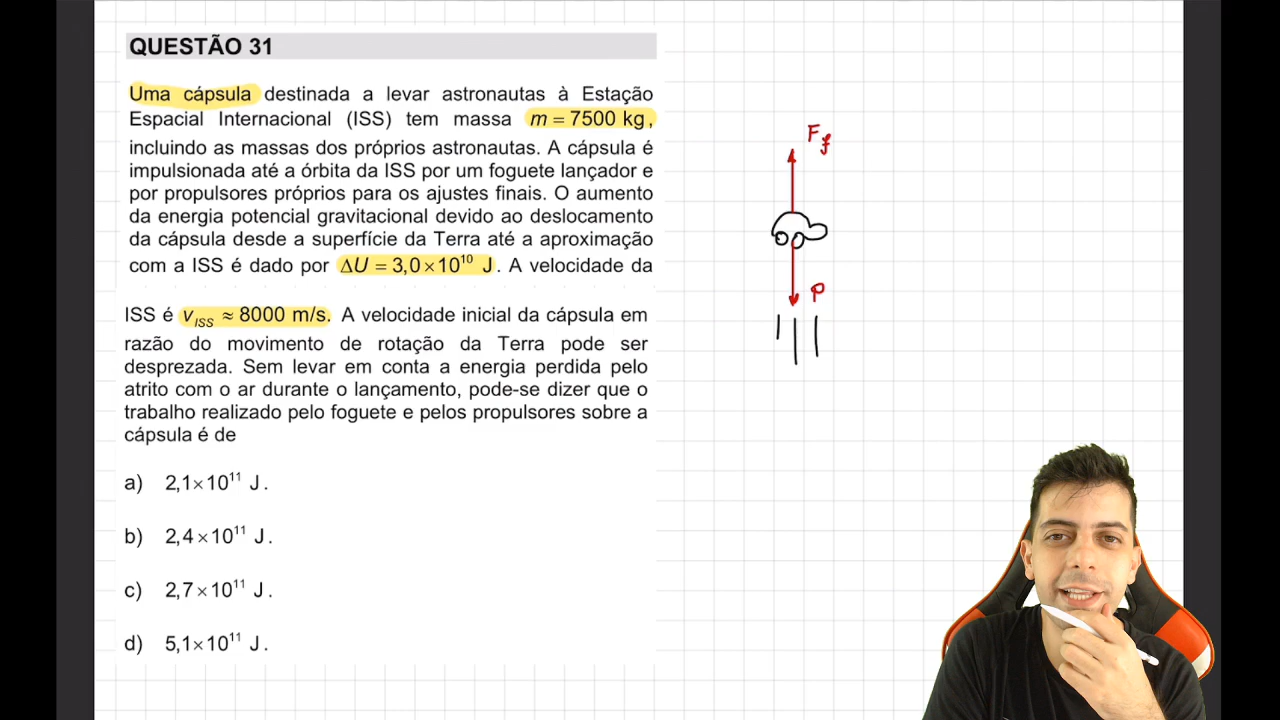 QUESTÃO 31
Uma cápsula destinada a levar astronautas à Estação
Espacial Internacional (ISS) tem massa m = 7500 kg,
incluindo as massas dos próprios astronautas. A cápsula é
impulsionada até a órbita da ISS por um foguete lançador e
por propulsores próprios para os ajustes finais. O aumento
da energia potencial gravitacional devido ao deslocamento
da cápsula desde a superfície da Terra até a aproximação
com a ISS é dado por ΔU = 3,0×10¹⁰ J. A velocidade da
ISS é v_ISS ≈ 8000 m/s. A velocidade inicial da cápsula em
razão do movimento de rotação da Terra pode ser
desprezada. Sem levar em conta a energia perdida pelo
atrito com o ar durante o lançamento, pode-se dizer que o
trabalho realizado pelo foguete e pelos propulsores sobre a
cápsula é de
a) 2,1×10¹¹ J.
b) 2,4×10¹¹ J.
c) 2,7×10¹¹ J.
d) 5,1×10¹¹ J.
F_f
P